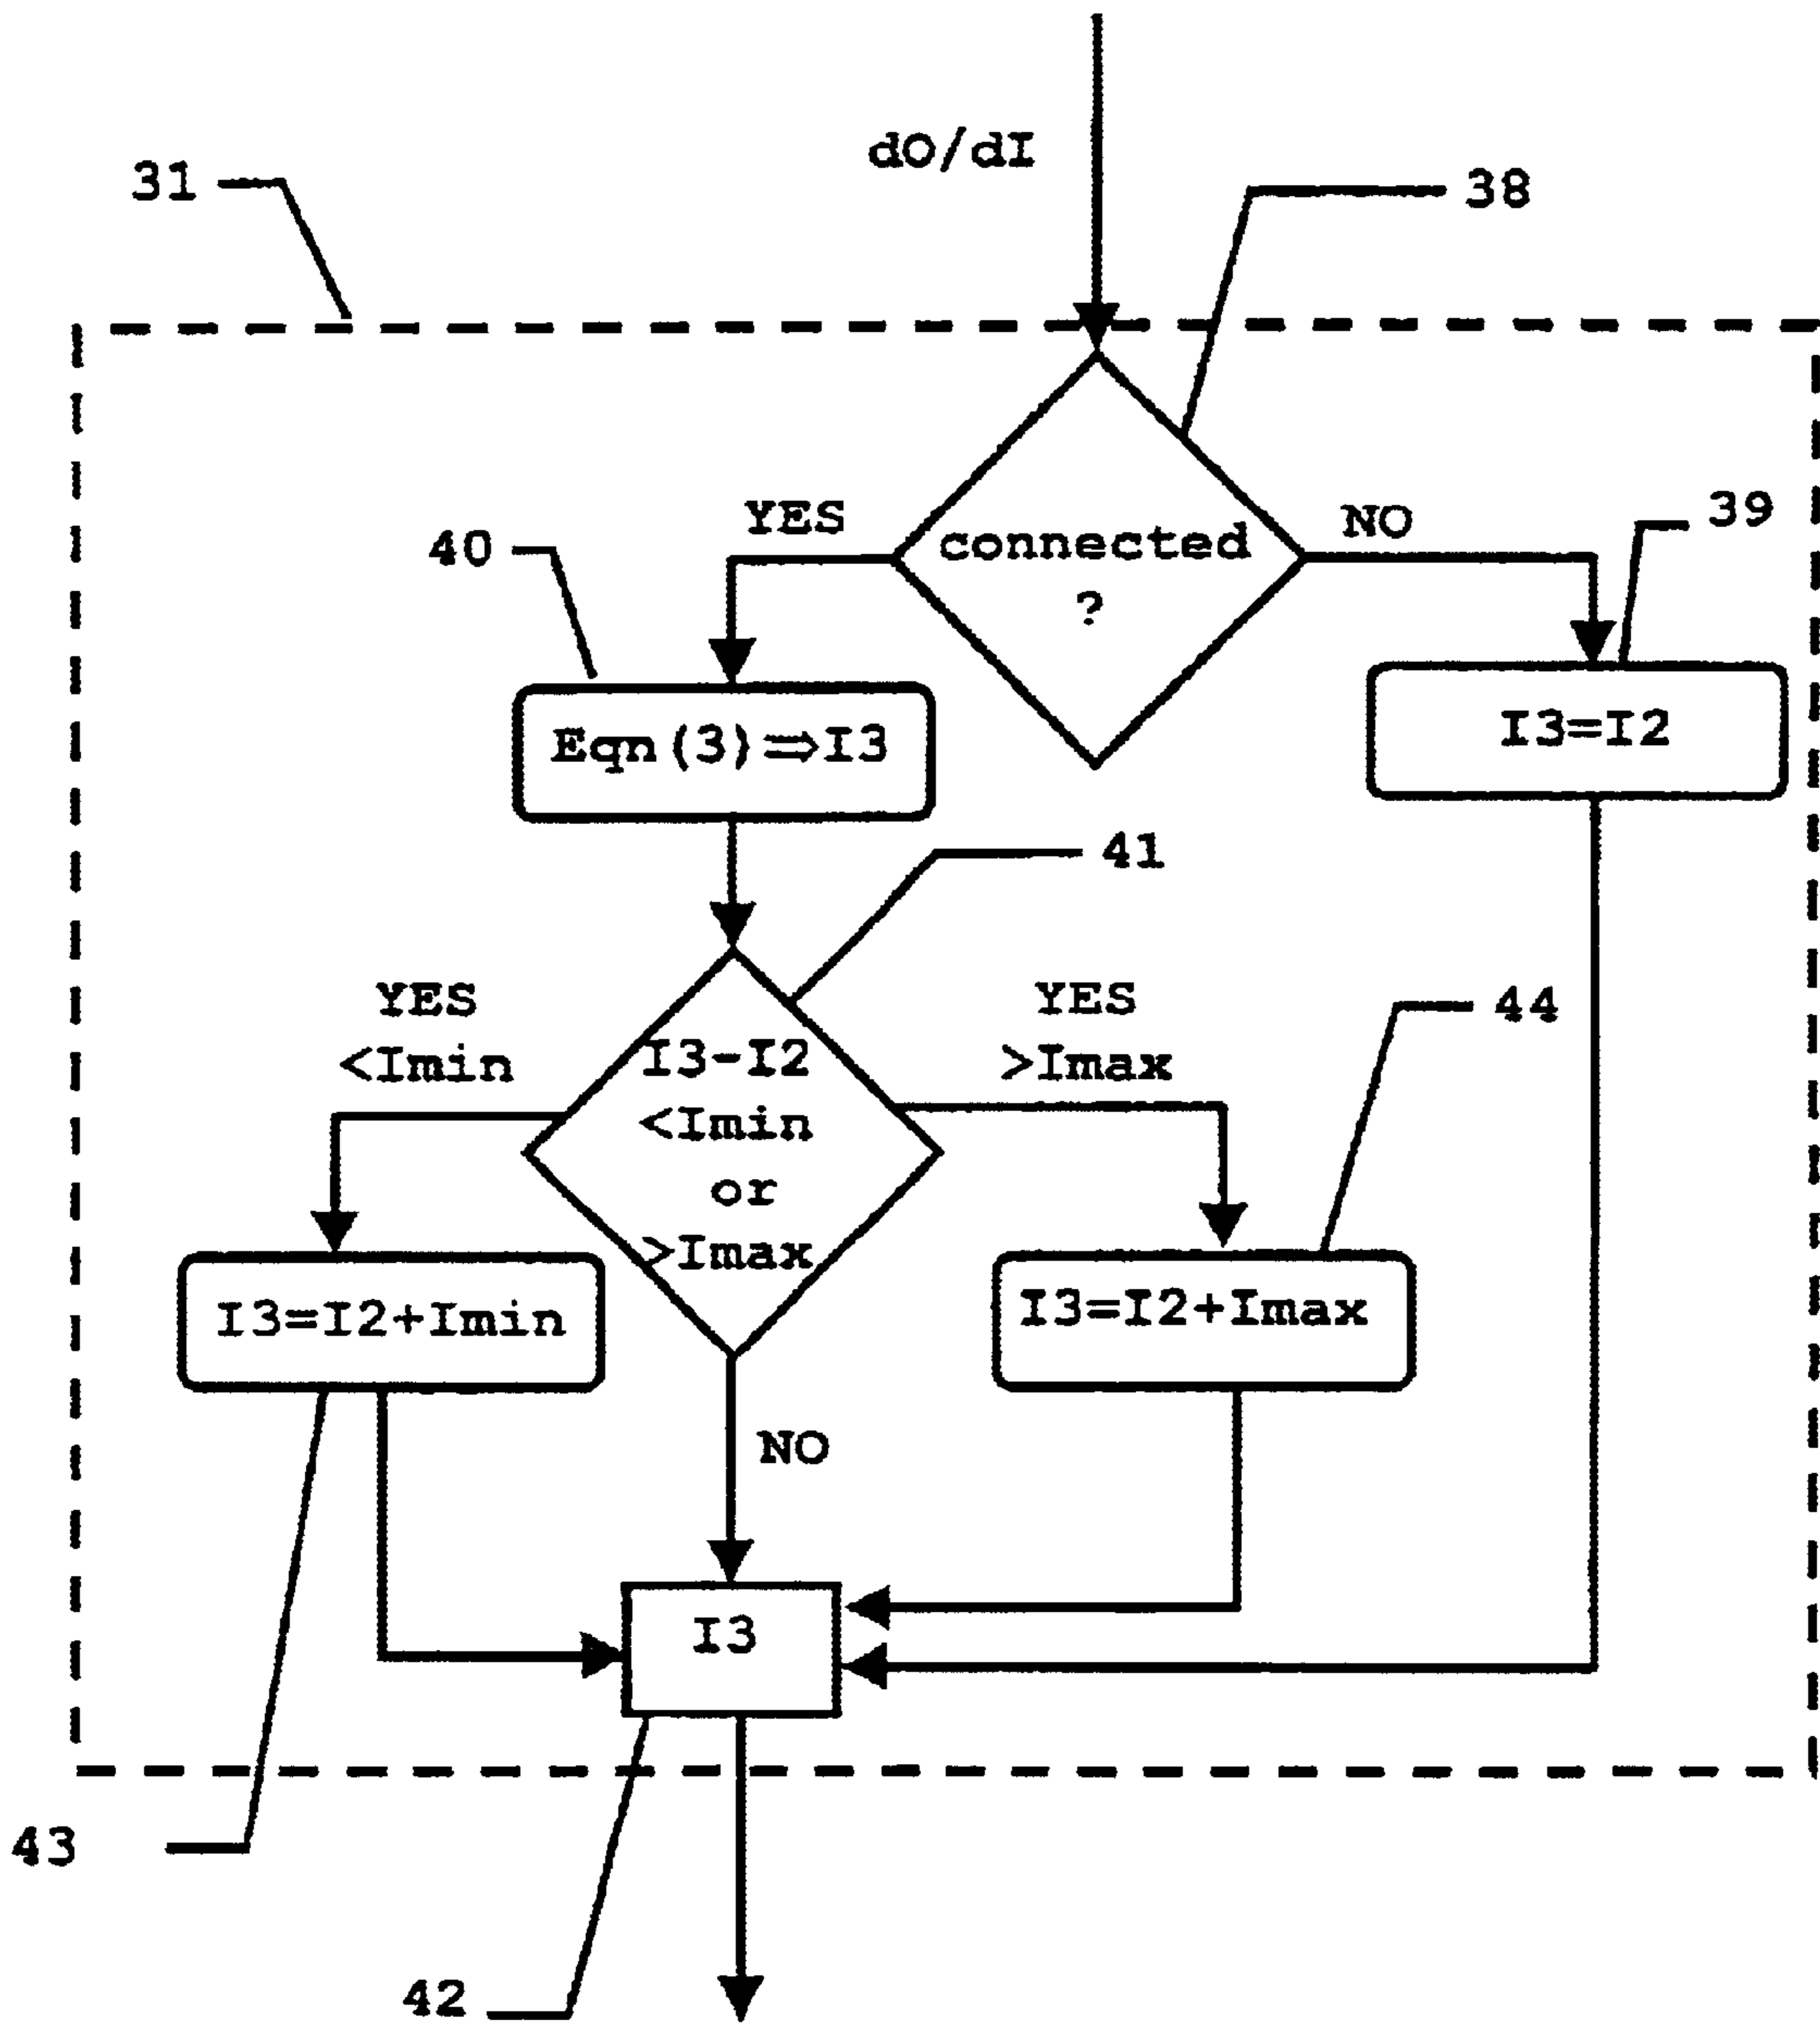 dO/dI
31
38
YES
NO
39
40
connected
?
Eqn(3)⇒I3
I3=I2
41
YES
<Imin
I3-I2
<Imin
or
>Imax
YES
>Imax
44
I3=I2+Imin
I3=I2+Imax
NO
I3
43
42